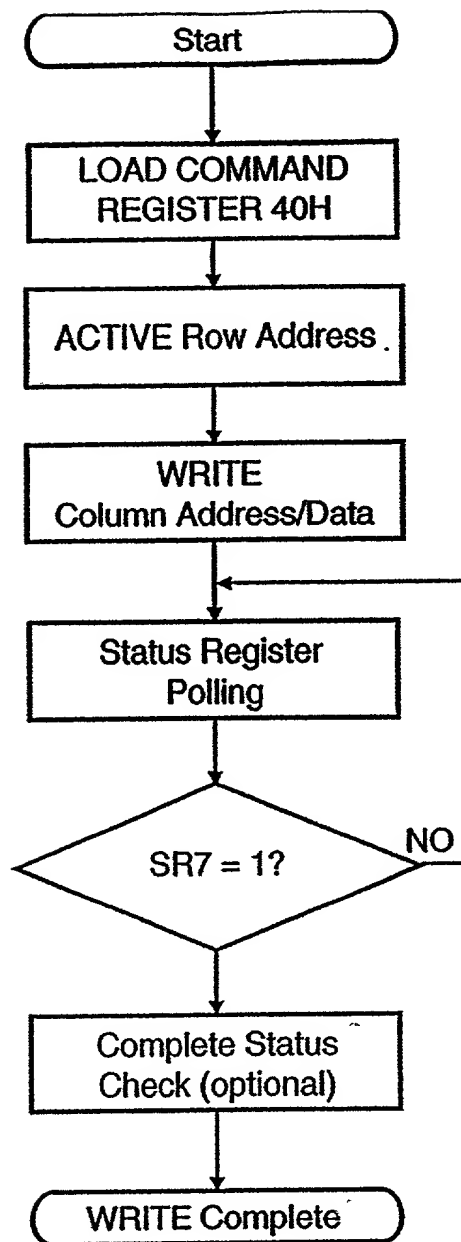 Start
LOAD COMMAND
REGISTER 40H
ACTIVE Row Address
WRITE
Column Address/Data
Status Register
Polling
SR7 = 1?
NO
Complete Status
Check (optional)
WRITE Complete